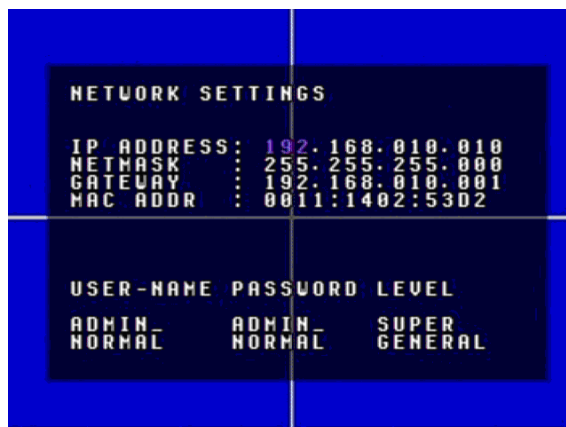 NETWORK SETTINGS
IP ADDRESS: 192.168.010.010
NETMASK : 255.255.255.000
GATEWAY : 192.168.010.001
MAC ADDR : 0011:1402:53D2
USER-NAME PASSWORD LEVEL
ADMIN_ ADMIN_ SUPER
NORMAL NORMAL GENERAL